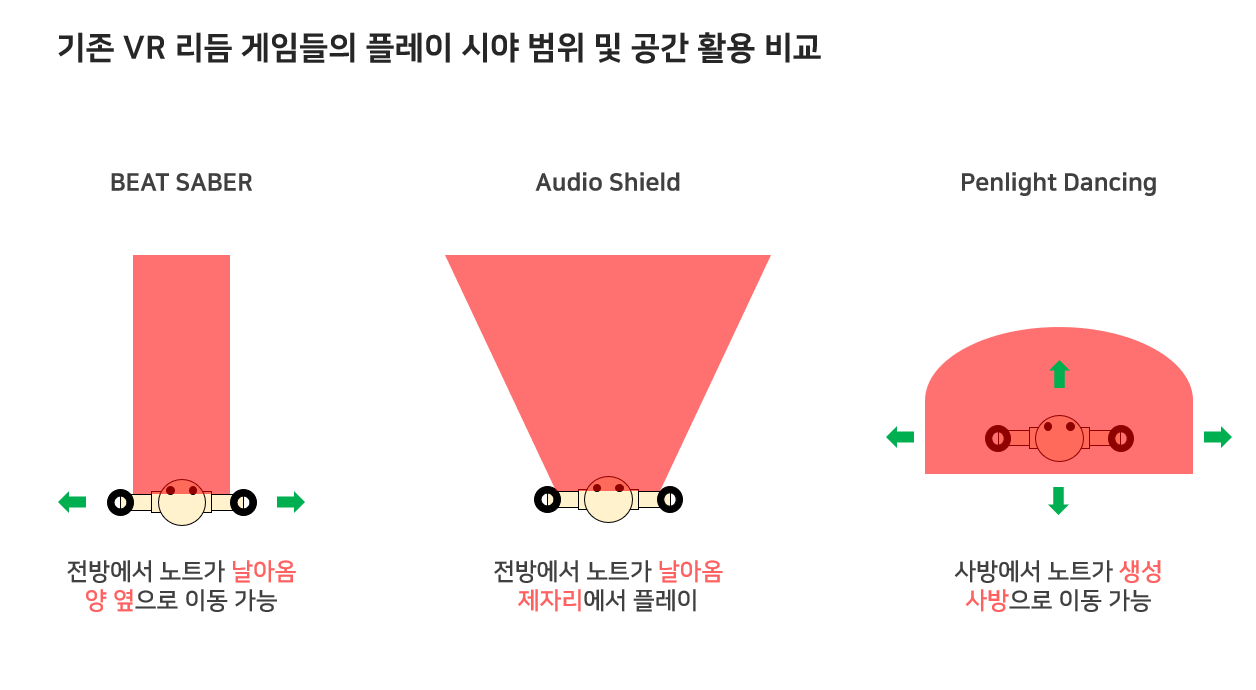 기존 VR 리듬 게임들의 플레이 시야 범위 및 공간 활용 비교
BEAT SABER
Audio Shield
Penlight Dancing
전방에서 노트가 날아옴
양 옆으로 이동 가능
전방에서 노트가 날아옴
제자리에서 플레이
사방에서 노트가 생성
사방으로 이동 가능